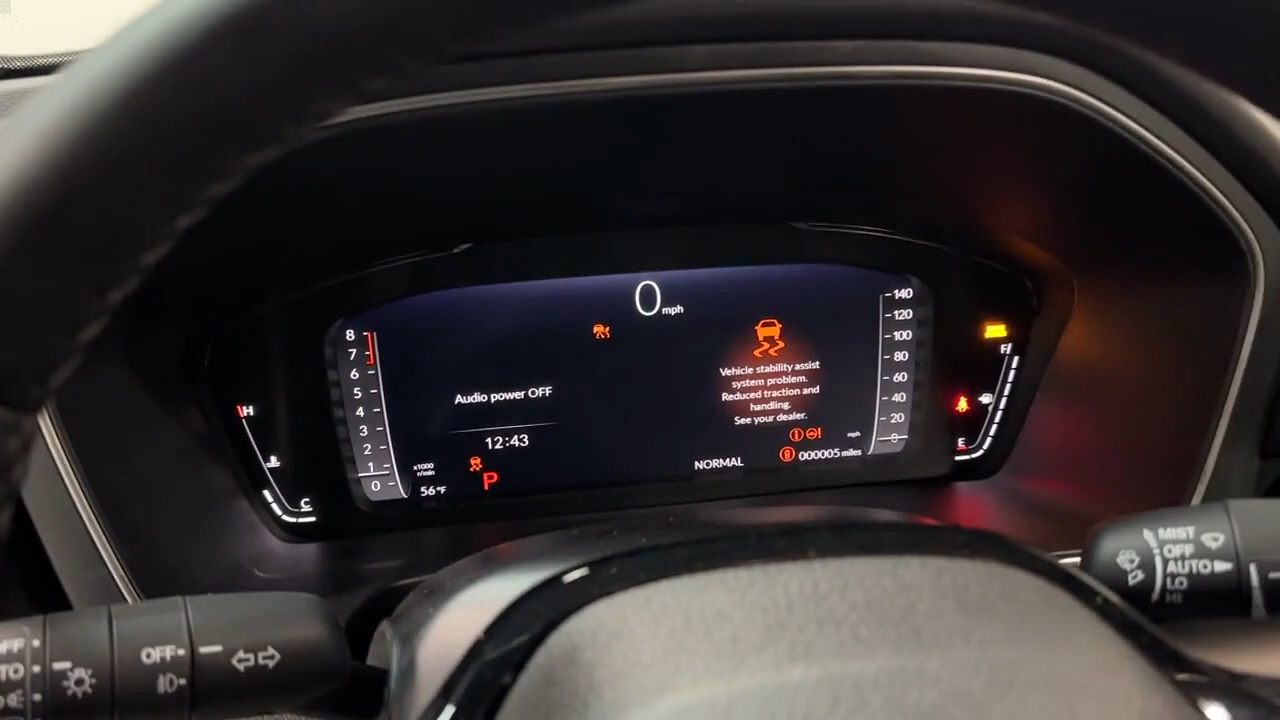 0 mph
8
7
6
5
4
3
2
1
0
x1000
r/min
Audio power OFF
12:43
56°F
P
Vehicle stability assist
system problem.
Reduced traction and
handling.
See your dealer.
NORMAL
000005 miles
140
120
100
80
60
40
20
0
mph
H
C
F
E
MIST
OFF
AUTO
LO
HI
OFF